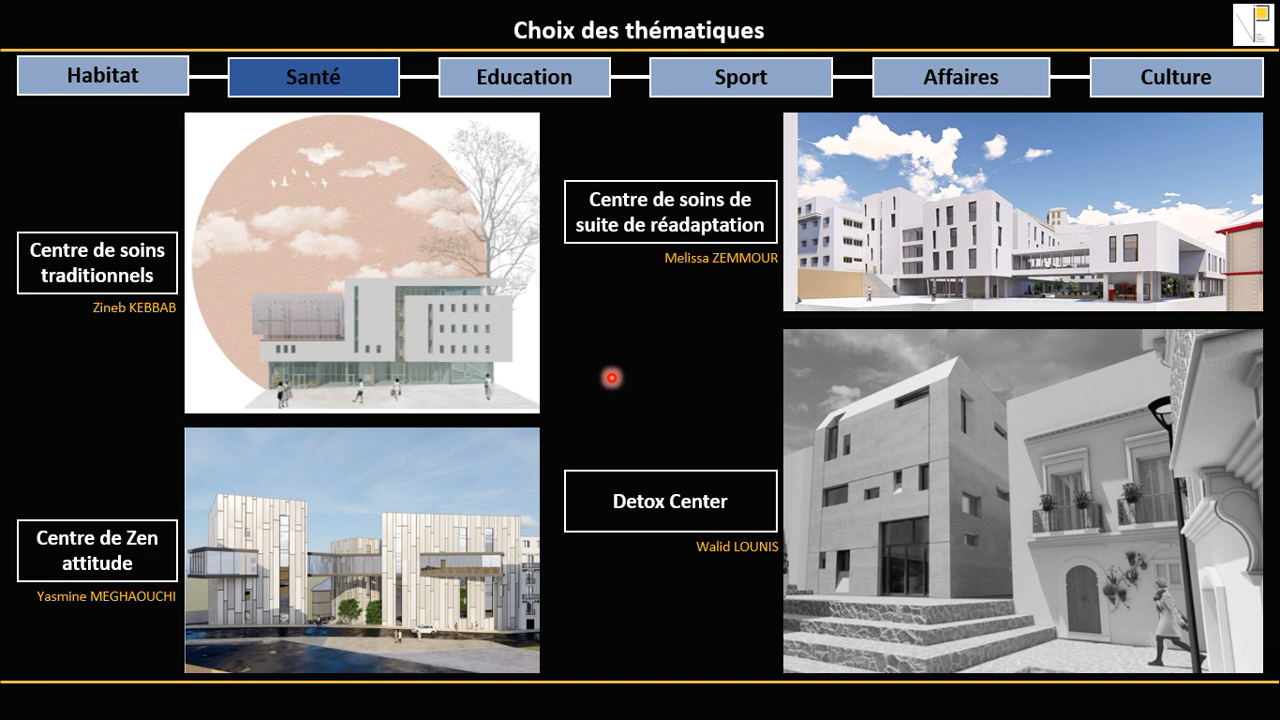 Choix des thématiques
Habitat
Santé
Education
Sport
Affaires
Culture
Centre de soins
traditionnels
Zineb KEBBAB
Centre de soins de
suite de réadaptation
Melissa ZEMMOUR
Centre de Zen
attitude
Yasmine MEGHAOUCHI
Detox Center
Walid LOUNIS